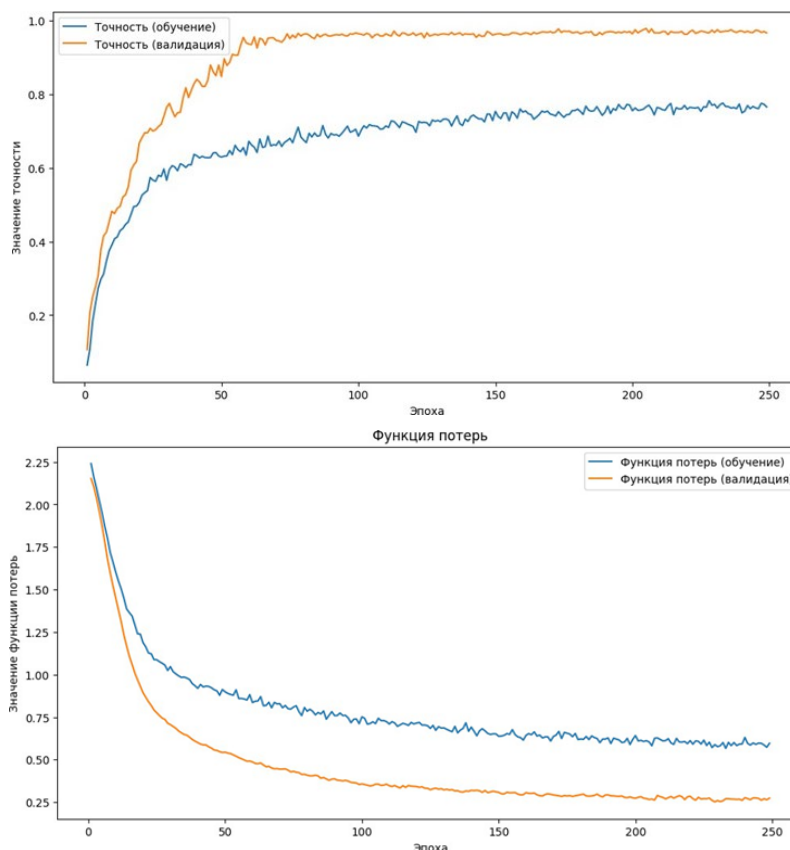 1.0
0.8
0.6
0.4
0.2
Значение точности
Точность (обучение)
Точность (валидация)
0 50 100 150 200 250
Эпоха
Функция потерь
2.25
2.00
1.75
1.50
1.25
1.00
0.75
0.50
0.25
Значение функции потерь
Функция потерь (обучение)
Функция потерь (валидация
0 50 100 150 200 250
Эпоха